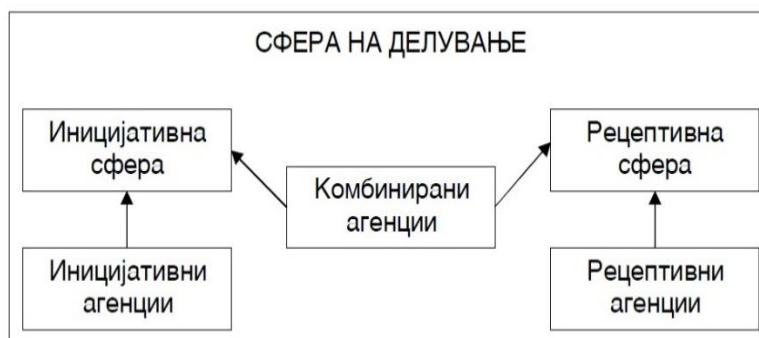 СФЕРА НА ДЕЛУВАЊЕ
Иницијативна
сфера
Рецептивна
сфера
Комбинирани
агенции
Иницијативни
агенции
Рецептивни
агенции